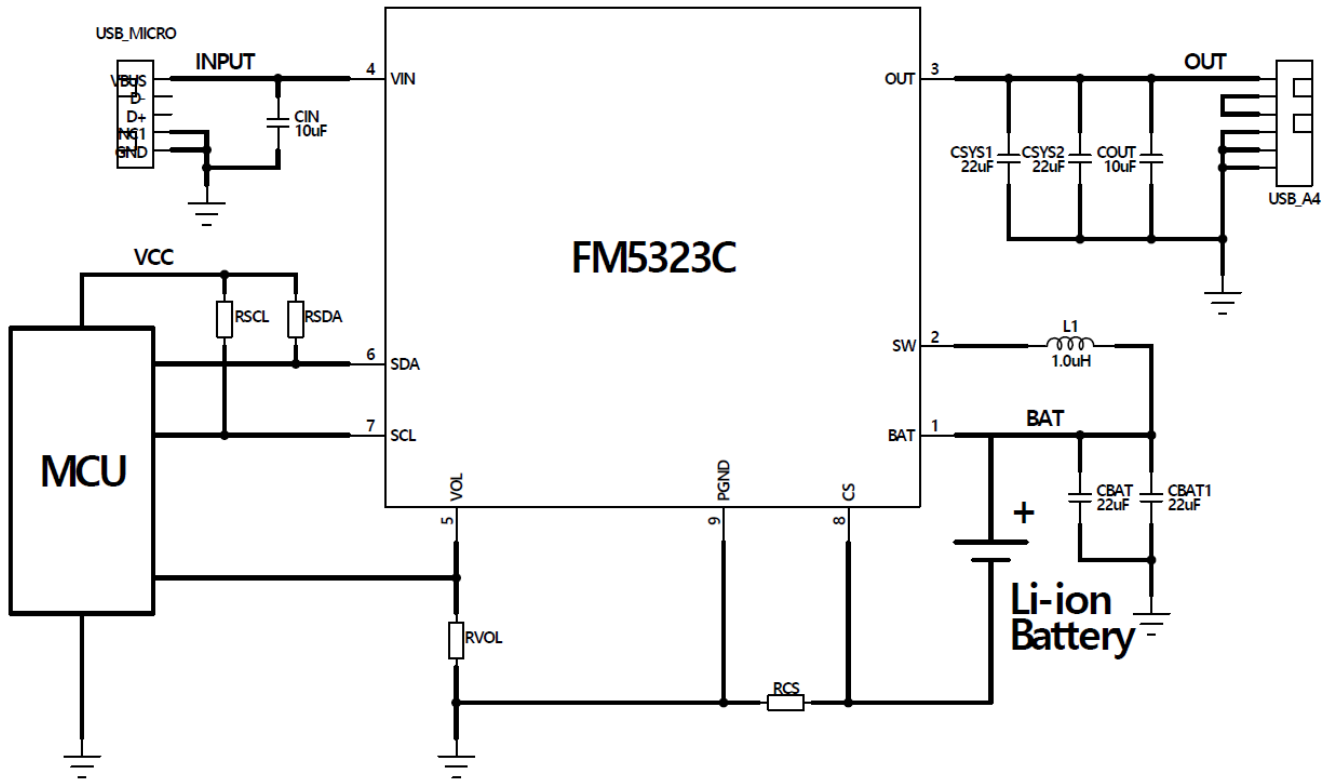 USB_MICRO
INPUT
VBUS
D-
D+
NC1
GND
CIN
10uF
4
VIN
OUT
3
OUT
CSYS1
22uF
CSYS2
22uF
COUT
10uF
USB_A4
FM5323C
VCC
RSCL
RSDA
6
SDA
7
SCL
MCU
SW
2
L1
1.0uH
BAT
1
BAT
CBAT
22uF
CBAT1
22uF
VOL
5
PGND
9
CS
8
+
Li-ion
Battery
RVOL
RCS